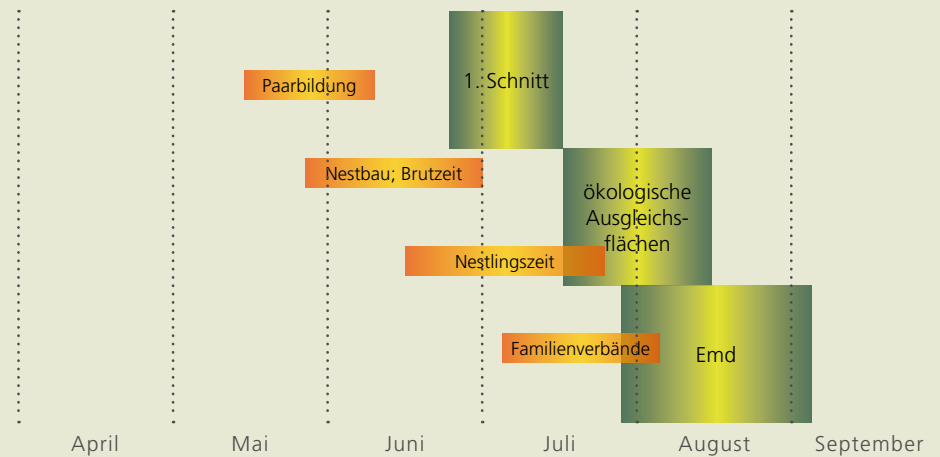 Paarbildung
1. Schnitt
Nestbau; Brutzeit
ökologische
Ausgleichs-
flächen
Nestlingszeit
Familienverbände
Emd
April Mai Juni Juli August September